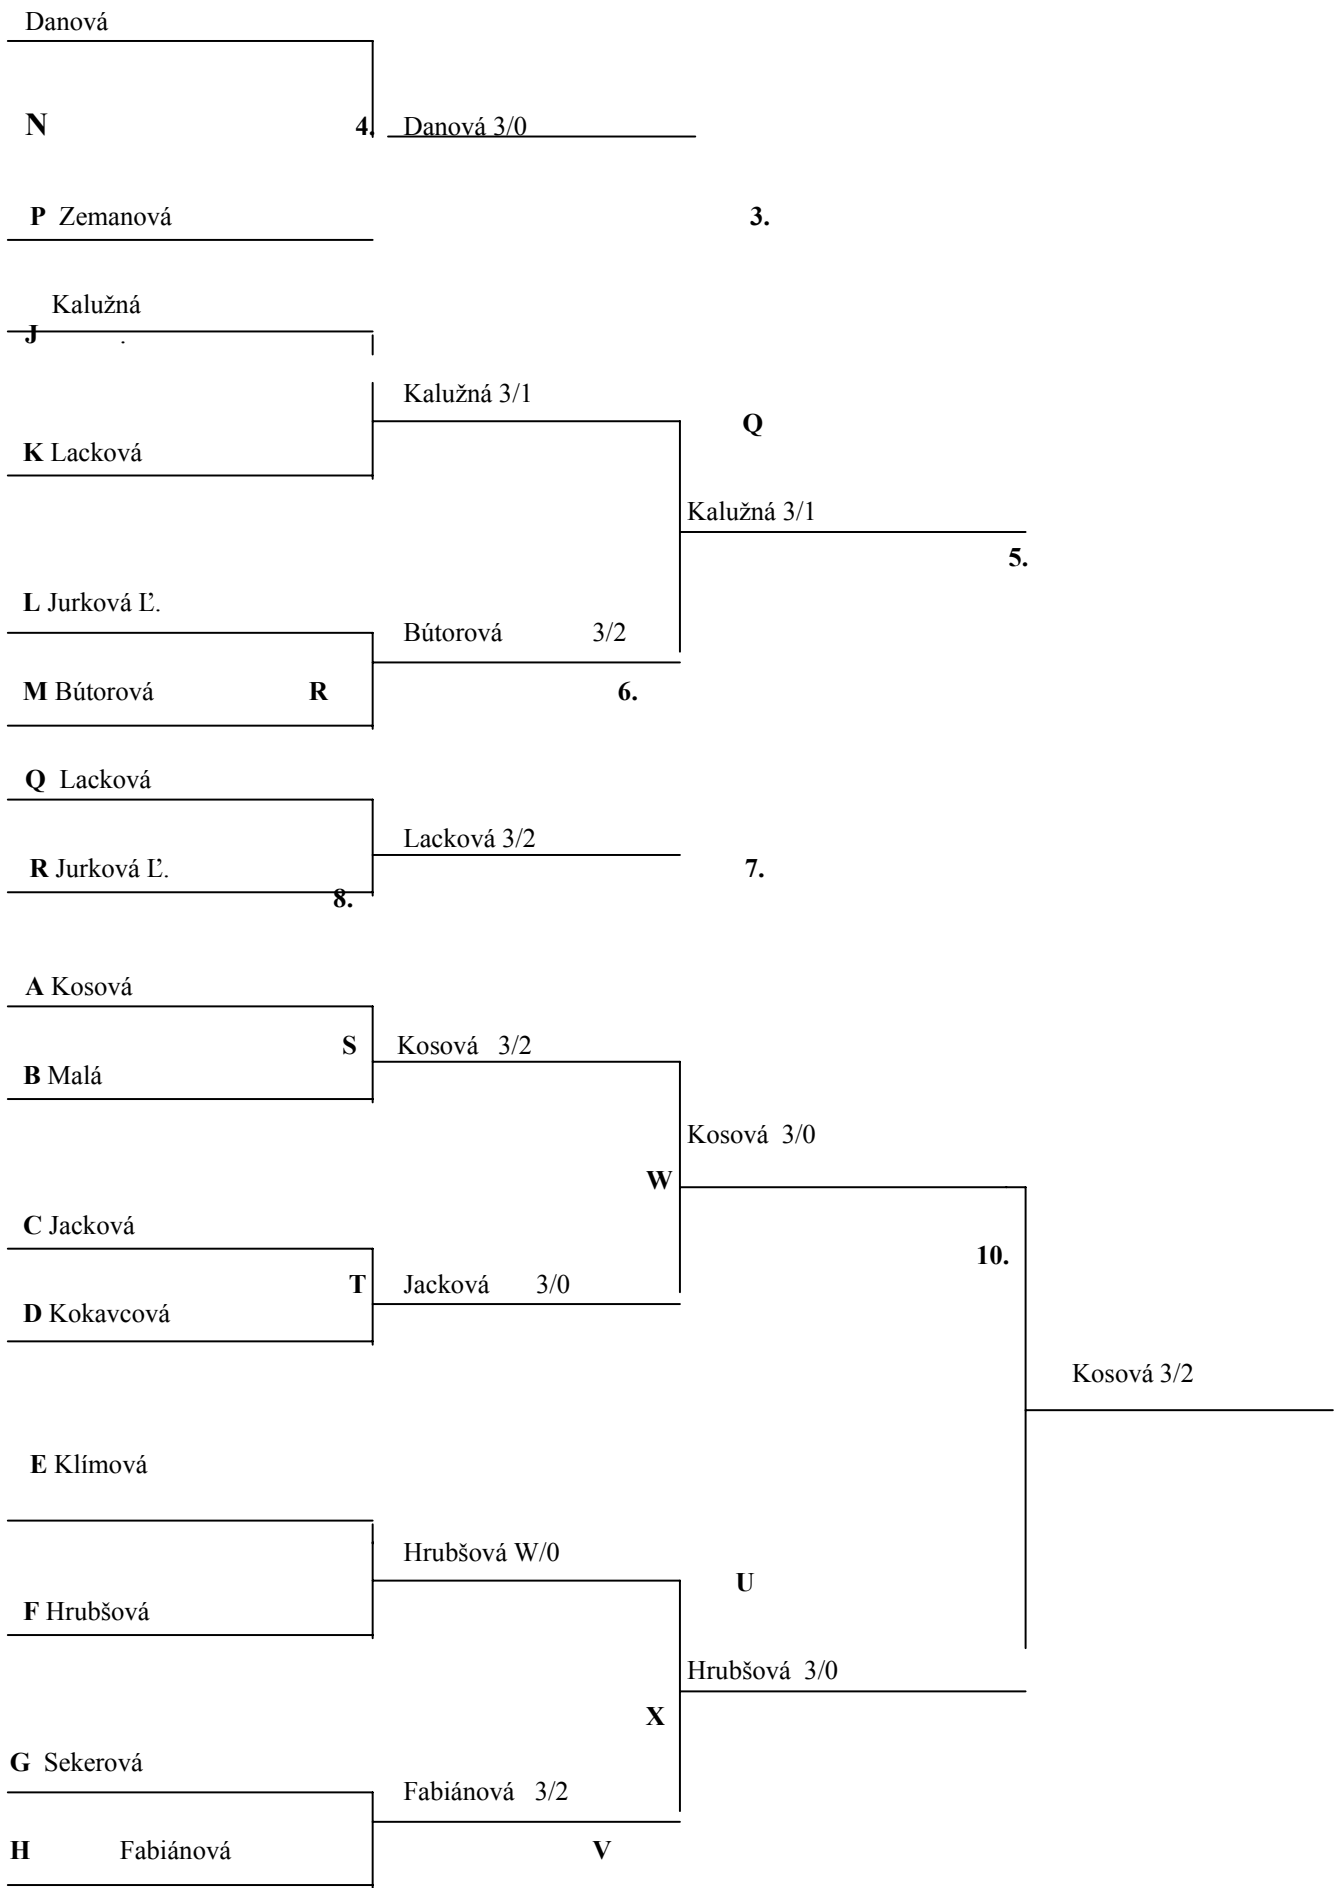 Danová
N 4. Danová 3/0
P Zemanová 3.
Kalužná
J .
Kalužná 3/1
Q
K Lacková
Kalužná 3/1
5.
L Jurková Ľ.
Bútorová 3/2
M Bútorová R 6.
Q Lacková
Lacková 3/2
R Jurková Ľ. 7.
8.
A Kosová
S Kosová 3/2
B Malá
Kosová 3/0
W
C Jacková
10.
T Jacková 3/0
D Kokavcová
Kosová 3/2
E Klímová
Hrubšová W/0
U
F Hrubšová
Hrubšová 3/0
X
G Sekerová
Fabiánová 3/2
H Fabiánová V